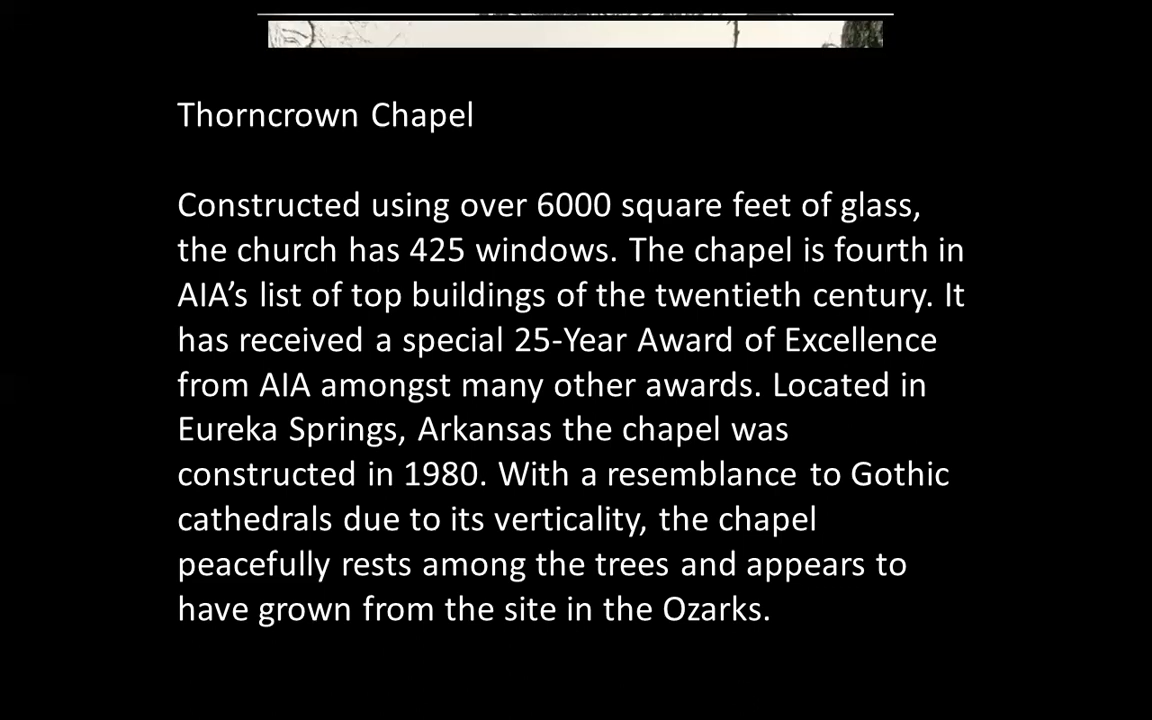 Thorncrown Chapel
Constructed using over 6000 square feet of glass,
the church has 425 windows. The chapel is fourth in
AIA’s list of top buildings of the twentieth century. It
has received a special 25-Year Award of Excellence
from AIA amongst many other awards. Located in
Eureka Springs, Arkansas the chapel was
constructed in 1980. With a resemblance to Gothic
cathedrals due to its verticality, the chapel
peacefully rests among the trees and appears to
have grown from the site in the Ozarks.